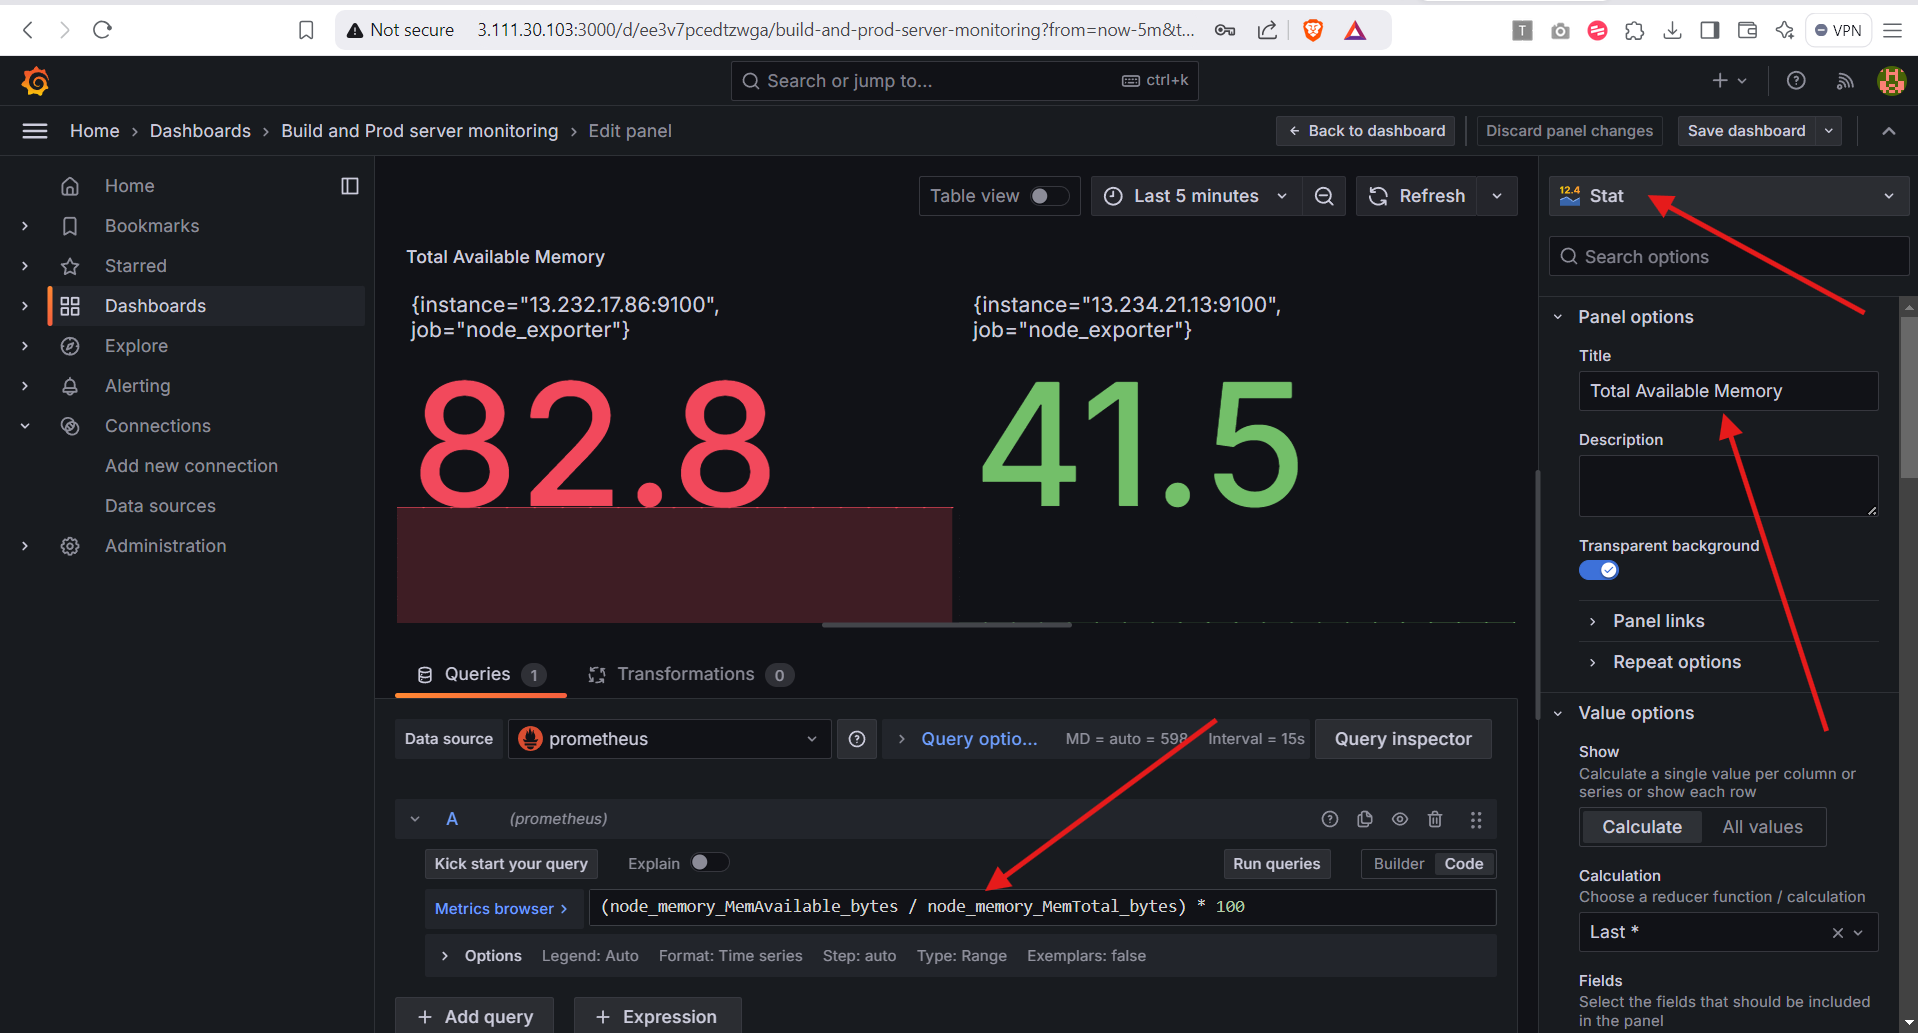 Not secure
3.111.30.103:3000/d/ee3v7pcedtzwga/build-and-prod-server-monitoring?from=now-5m&t...
T
VPN
Search or jump to...
ctrl+k
Home
Dashboards
Build and Prod server monitoring
Edit panel
Back to dashboard
Discard panel changes
Save dashboard
Home
Bookmarks
Starred
Dashboards
Explore
Alerting
Connections
Add new connection
Data sources
Administration
Table view
Last 5 minutes
Refresh
Total Available Memory
{instance="13.232.17.86:9100",
job="node_exporter"}
82.8
{instance="13.234.21.13:9100",
job="node_exporter"}
41.5
Queries 1
Transformations 0
Data source
prometheus
Query optio...
MD = auto = 598
Interval = 15s
Query inspector
A
(prometheus)
Kick start your query
Explain
Run queries
Builder
Code
Metrics browser >
(node_memory_MemAvailable_bytes / node_memory_MemTotal_bytes) * 100
Options
Legend: Auto
Format: Time series
Step: auto
Type: Range
Exemplars: false
+ Add query
+ Expression
12.4
Stat
Search options
Panel options
Title
Total Available Memory
Description
Transparent background
Panel links
Repeat options
Value options
Show
Calculate a single value per column or
series or show each row
Calculate
All values
Calculation
Choose a reducer function / calculation
Last *
Fields
Select the fields that should be included
in the panel